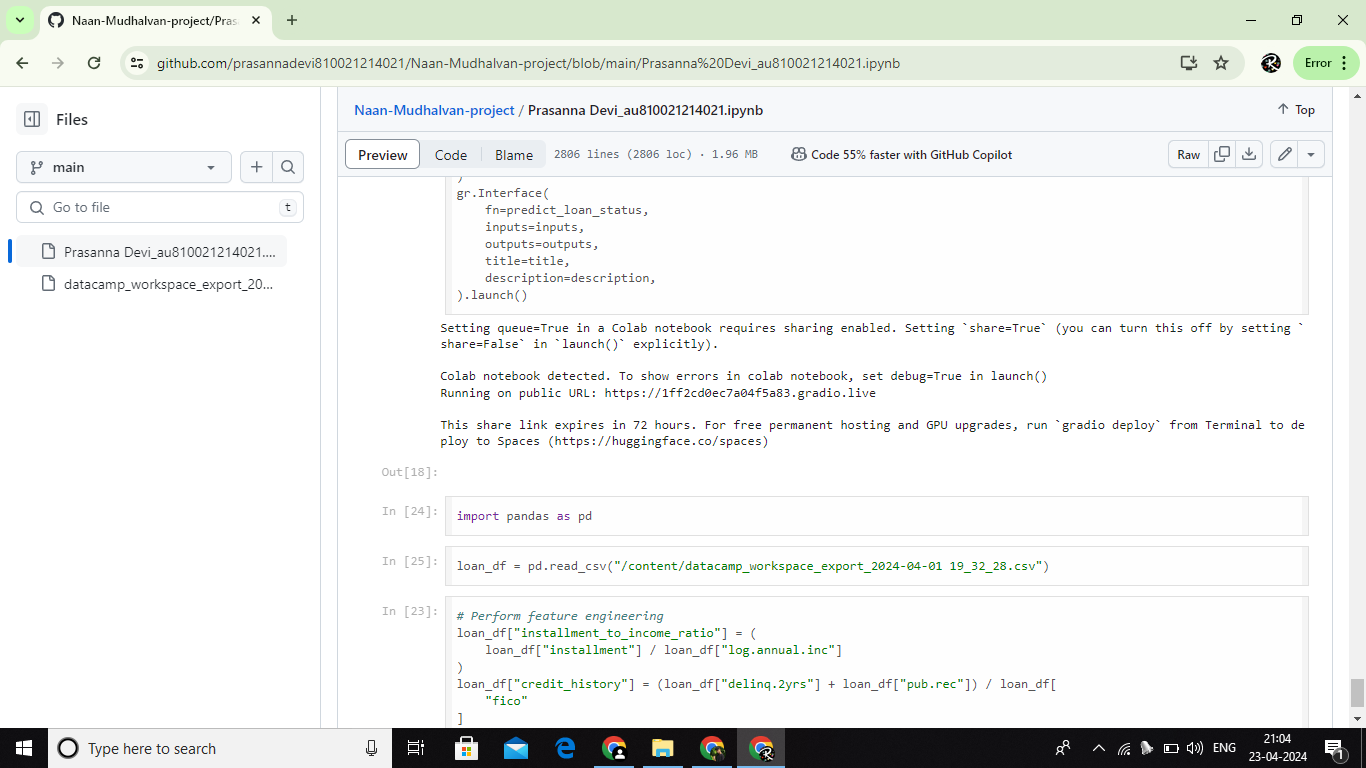 Naan-Mudhalvan-project/Pras
github.com/prasannadevi810021214021/Naan-Mudhalvan-project/blob/main/Prasanna%20Devi_au810021214021.ipynb
Error
Files
main
Go to file
t
Prasanna Devi_au810021214021....
datacamp_workspace_export_20...
Naan-Mudhalvan-project / Prasanna Devi_au810021214021.ipynb
Top
Preview Code Blame 2806 lines (2806 loc) · 1.96 MB Code 55% faster with GitHub Copilot Raw
)
gr.Interface(
    fn=predict_loan_status,
    inputs=inputs,
    outputs=outputs,
    title=title,
    description=description,
).launch()
Setting queue=True in a Colab notebook requires sharing enabled. Setting `share=True` (you can turn this off by setting `
share=False` in `launch()` explicitly).
Colab notebook detected. To show errors in colab notebook, set debug=True in launch()
Running on public URL: https://1ff2cd0ec7a04f5a83.gradio.live
This share link expires in 72 hours. For free permanent hosting and GPU upgrades, run `gradio deploy` from Terminal to de
ploy to Spaces (https://huggingface.co/spaces)
Out[18]:
In [24]:
import pandas as pd
In [25]:
loan_df = pd.read_csv("/content/datacamp_workspace_export_2024-04-01 19_32_28.csv")
In [23]:
# Perform feature engineering
loan_df["installment_to_income_ratio"] = (
    loan_df["installment"] / loan_df["log.annual.inc"]
)
loan_df["credit_history"] = (loan_df["delinq.2yrs"] + loan_df["pub.rec"]) / loan_df[
    "fico"
]
Type here to search
ENG
21:04
23-04-2024
1